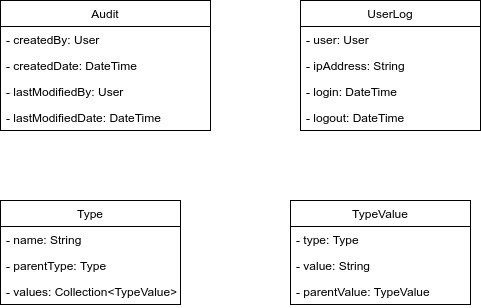 Audit
- createdBy: User
- createdDate: DateTime
- lastModifiedBy: User
- lastModifiedDate: DateTime
UserLog
- user: User
- ipAddress: String
- login: DateTime
- logout: DateTime
Type
- name: String
- parentType: Type
- values: Collection<TypeValue>
TypeValue
- type: Type
- value: String
- parentValue: TypeValue